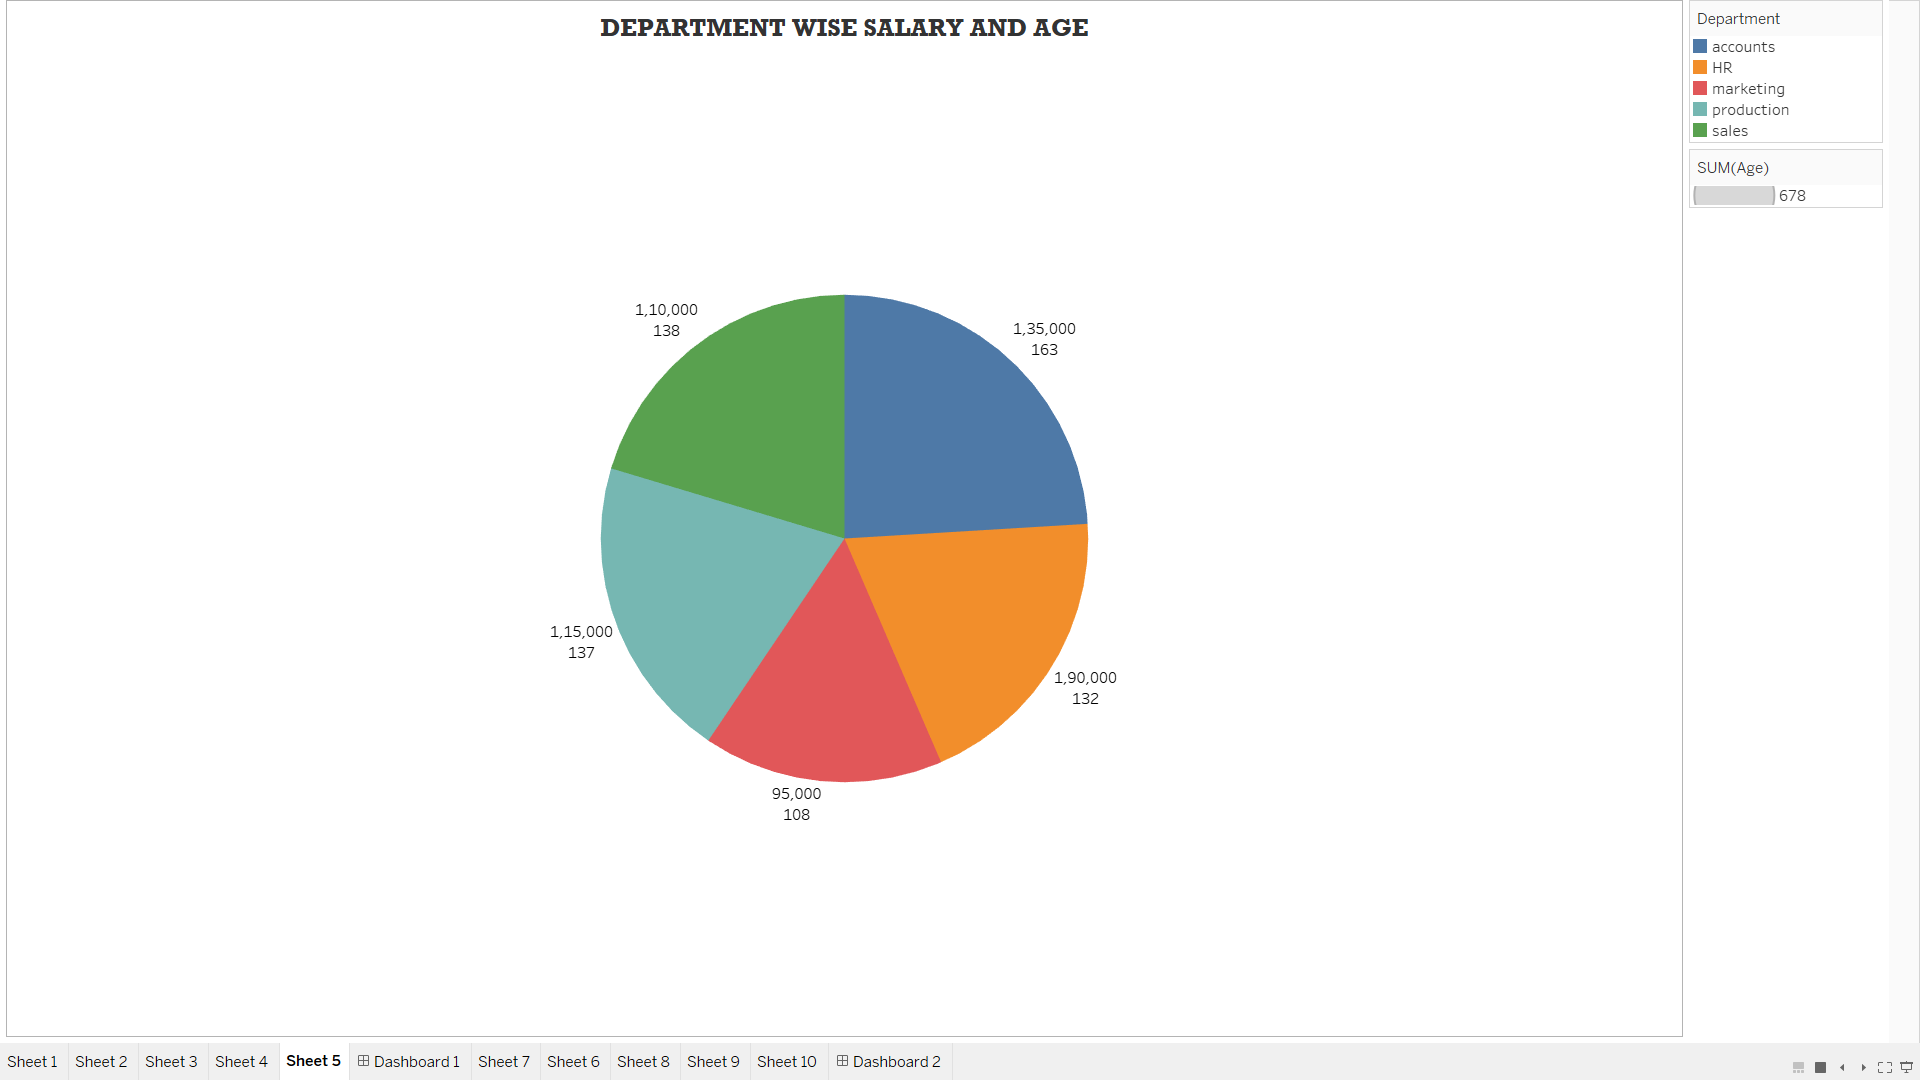 DEPARTMENT WISE SALARY AND AGE
Department
accounts
HR
marketing
production
sales
SUM(Age)
678
1,10,000
138
1,35,000
163
1,15,000
137
1,90,000
132
95,000
108
Sheet 1
Sheet 2
Sheet 3
Sheet 4
Sheet 5
Dashboard 1
Sheet 7
Sheet 6
Sheet 8
Sheet 9
Sheet 10
Dashboard 2